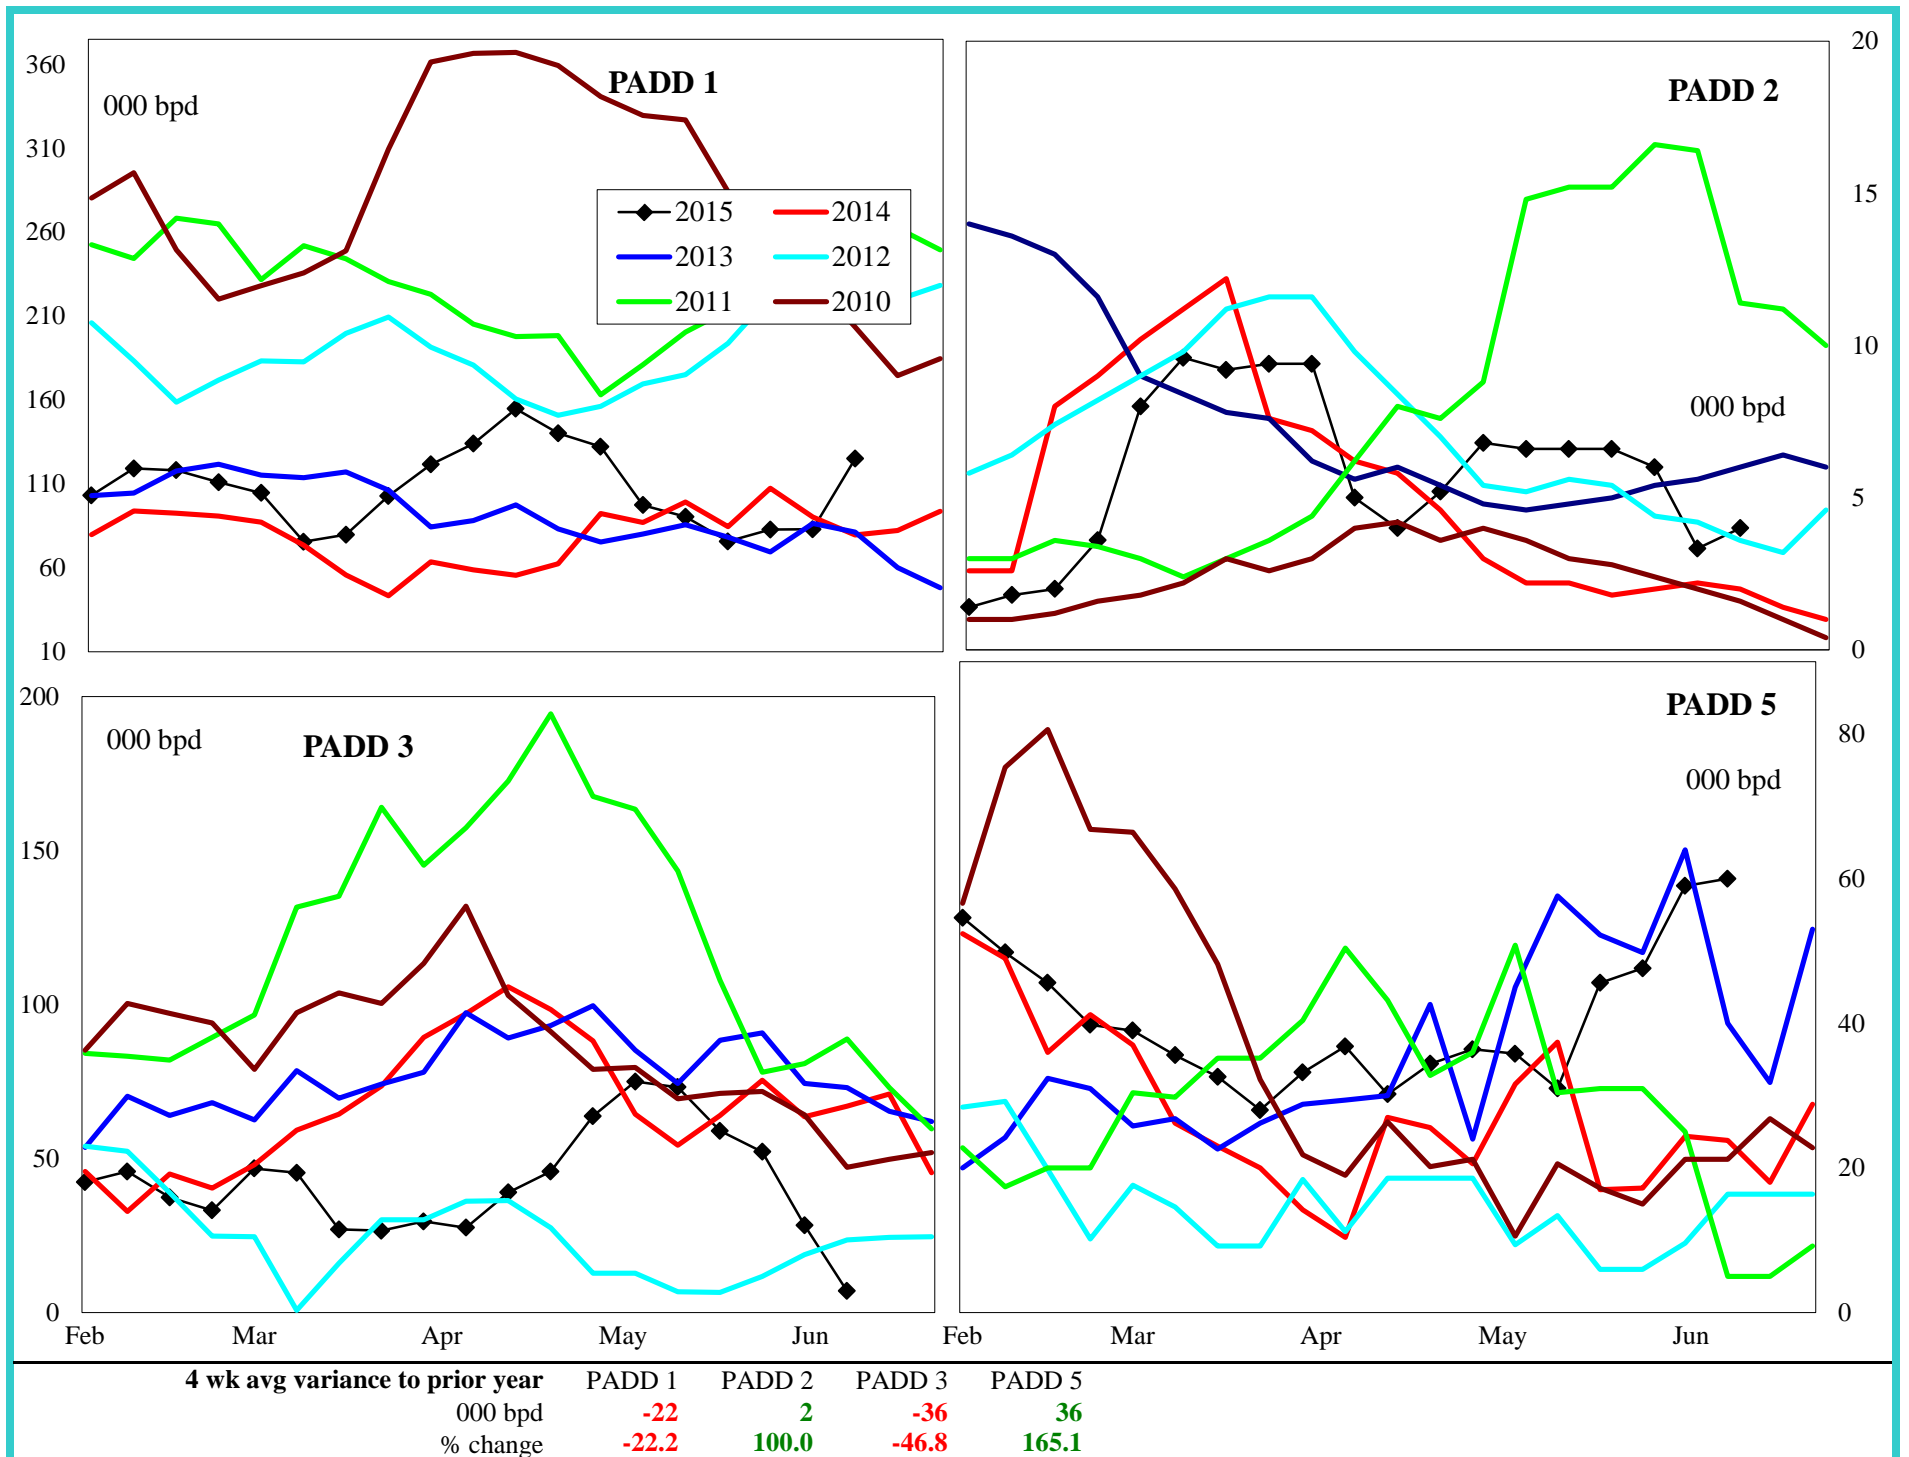 360
310
260
210
160
110
60
10
000 bpd
PADD 1
2015 2014
2013 2012
2011 2010
PADD 2
000 bpd
20
15
10
5
0
200
150
100
50
0
000 bpd
PADD 3
Feb Mar Apr May Jun
PADD 5
000 bpd
80
60
40
20
0
Feb Mar Apr May Jun
4 wk avg variance to prior year PADD 1 PADD 2 PADD 3 PADD 5
000 bpd -22 2 -36 36
% change -22.2 100.0 -46.8 165.1